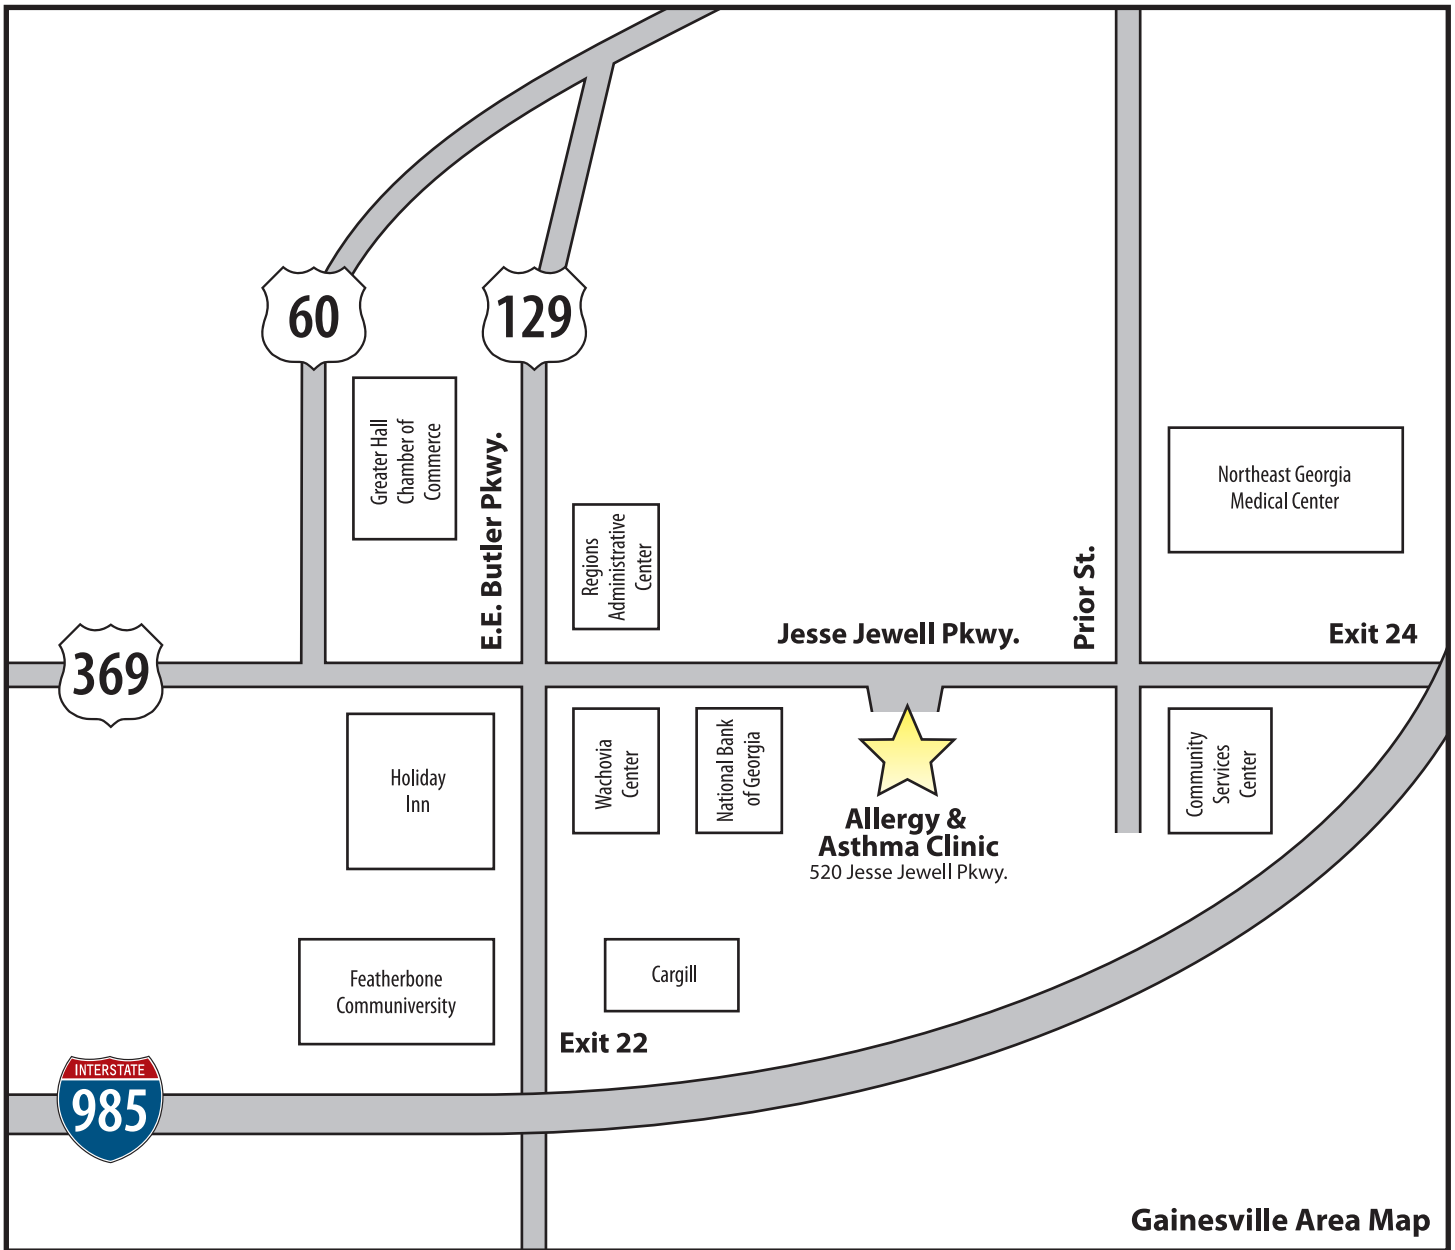 60
129
Greater Hall
Chamber of
Commerce
E.E. Butler Pkwy.
Regions
Administrative
Center
Northeast Georgia
Medical Center
Prior St.
Jesse Jewell Pkwy.
Exit 24
369
Holiday
Inn
Wachovia
Center
National Bank
of Georgia
Allergy &
Asthma Clinic
520 Jesse Jewell Pkwy.
Community
Services
Center
Featherbone
Communiversity
Cargill
Exit 22
INTERSTATE
985
Gainesville Area Map